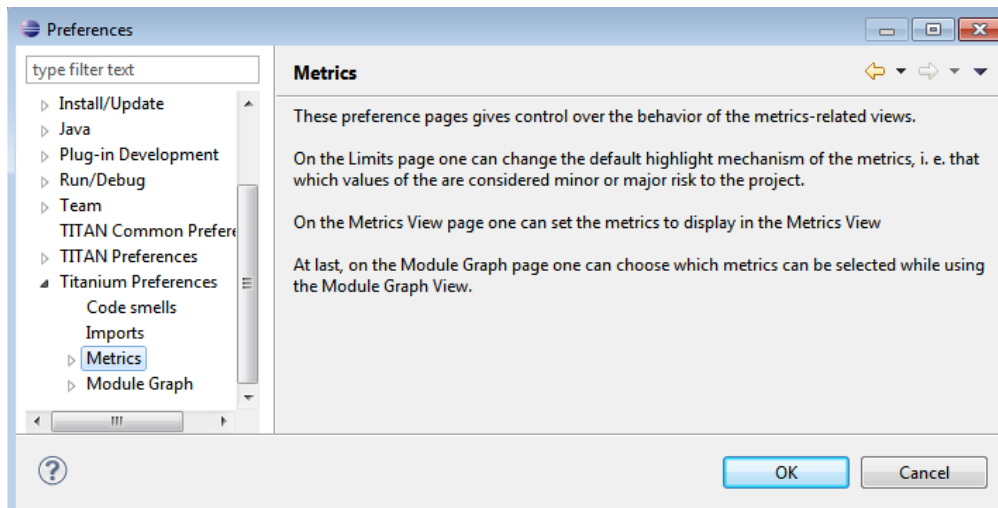 Preferences
type filter text
Install/Update
Java
Plug-in Development
Run/Debug
Team
TITAN Common Prefere
TITAN Preferences
Titanium Preferences
Code smells
Imports
Metrics
Module Graph
Metrics
These preference pages gives control over the behavior of the metrics-related views.
On the Limits page one can change the default highlight mechanism of the metrics, i. e. that
which values of the are considered minor or major risk to the project.
On the Metrics View page one can set the metrics to display in the Metrics View
At last, on the Module Graph page one can choose which metrics can be selected while using
the Module Graph View.
OK
Cancel